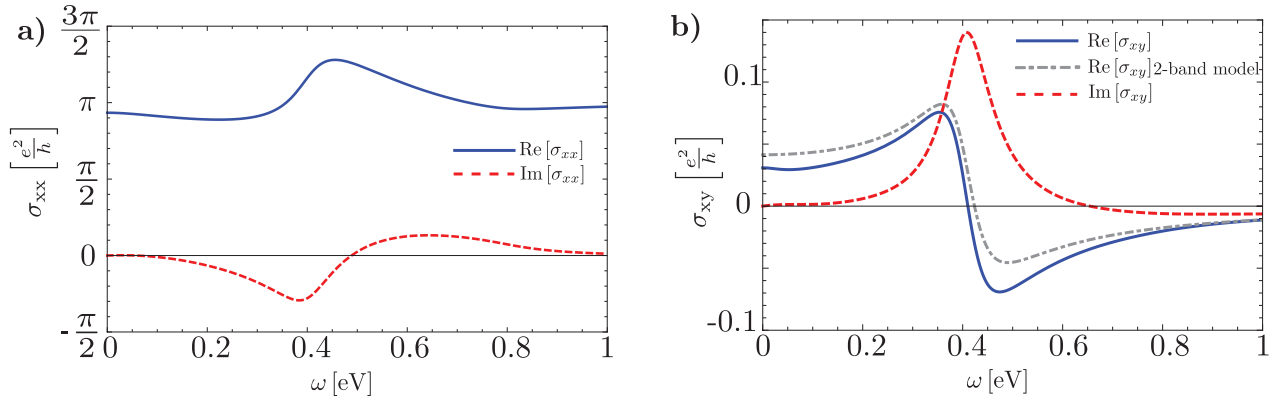 a)
3π/2
π
π/2
0
-π/2
σxx [e²/h]
Re [σxx]
Im [σxx]
0 0.2 0.4 0.6 0.8 1
ω [eV]
b)
0.1
0
-0.1
σxy [e²/h]
Re [σxy]
Re [σxy] 2-band model
Im [σxy]
0 0.2 0.4 0.6 0.8 1
ω [eV]